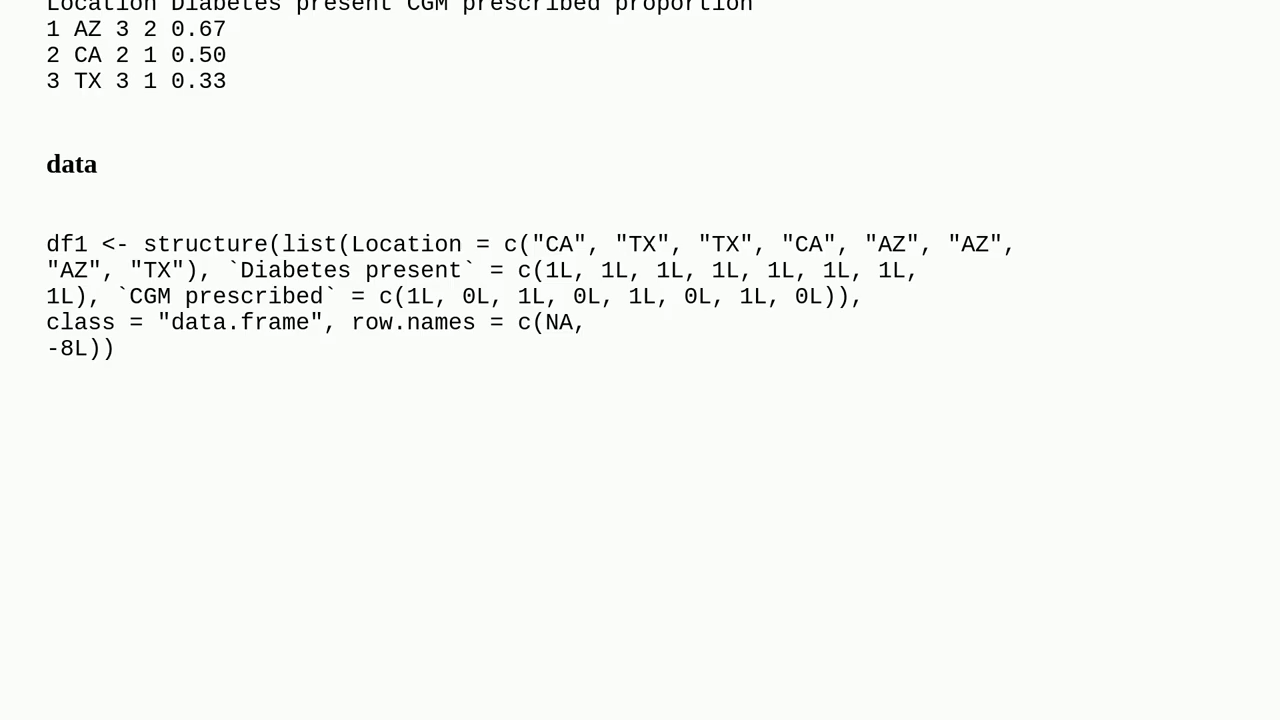 Location Diabetes present CGM prescribed proportion
1 AZ 3 2 0.67
2 CA 2 1 0.50
3 TX 3 1 0.33
data
df1 <- structure(list(Location = c("CA", "TX", "TX", "CA", "AZ", "AZ",
"AZ", "TX"), `Diabetes present` = c(1L, 1L, 1L, 1L, 1L, 1L, 1L,
1L), `CGM prescribed` = c(1L, 0L, 1L, 0L, 1L, 0L, 1L, 0L)),
class = "data.frame", row.names = c(NA,
-8L))